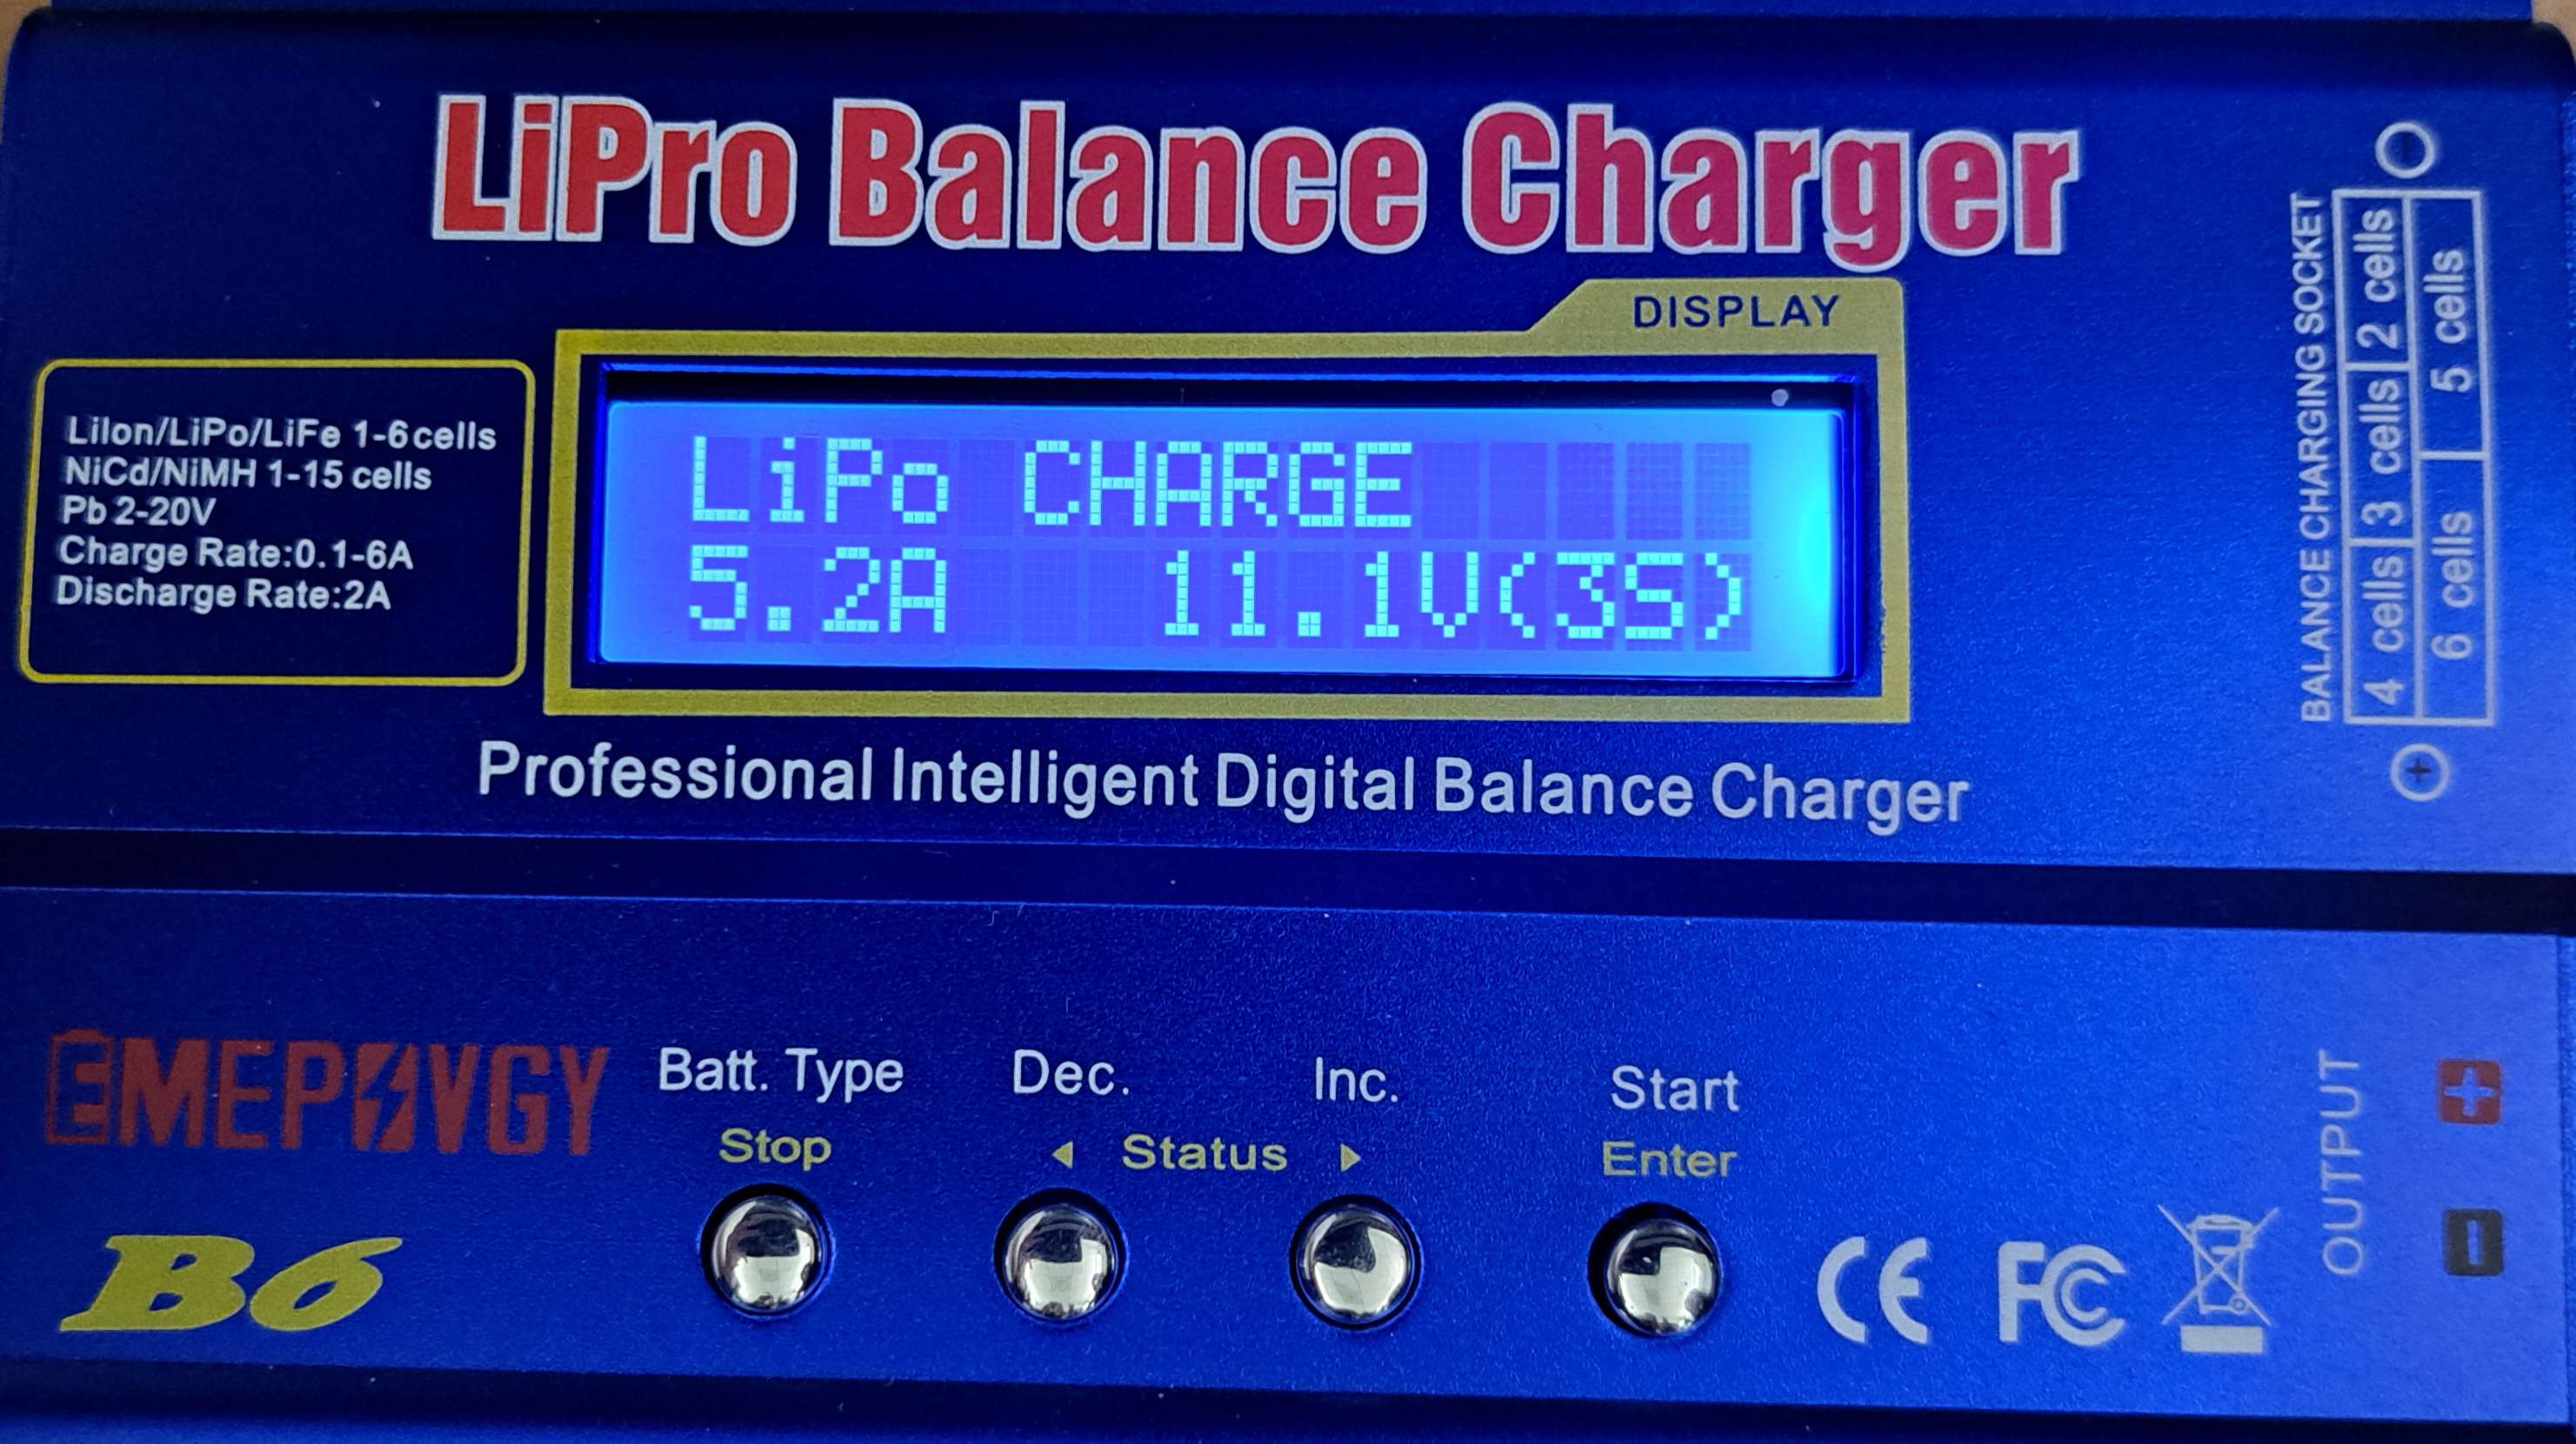 LiPro Balance Charger
DISPLAY
LiIon/LiPo/LiFe 1-6cells
NiCd/NiMH 1-15 cells
Pb 2-20V
Charge Rate:0.1-6A
Discharge Rate:2A
LiPo CHARGE
5.2A 11.1V(3S)
BALANCE CHARGING SOCKET
4 cells 3 cells 2 cells
6 cells 5 cells
Professional Intelligent Digital Balance Charger
EMEPOVGY
B6
Batt. Type
Stop
Dec.
Inc.
◀ Status ▶
Start
Enter
CE FC
OUTPUT
+
-